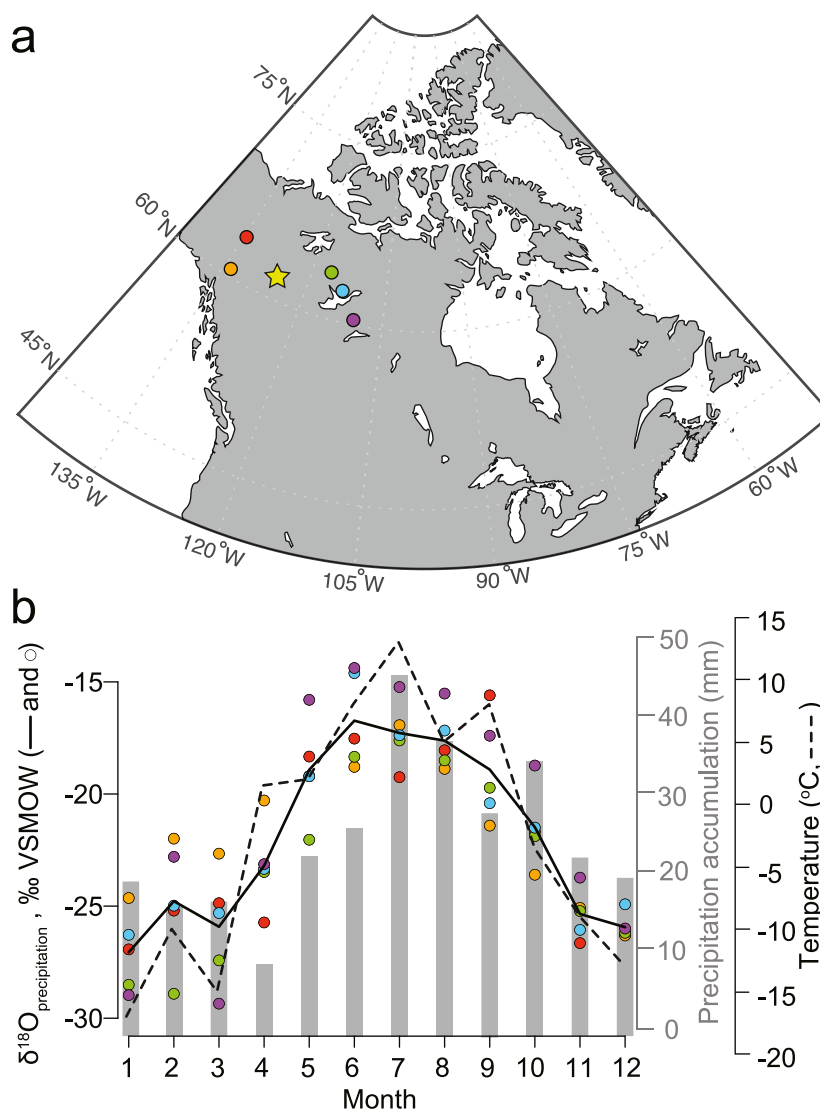 a
75°N
60°N
45°N
135°W
120°W
105°W
90°W
75°W
60°W
b
δ18Oprecipitation , ‰ VSMOW (— and ○)
-15
-20
-25
-30
1 2 3 4 5 6 7 8 9 10 11 12
Month
50
40
30
20
10
0
Precipitation accumulation (mm)
15
10
5
0
-5
-10
-15
-20
Temperature (°C, ---)